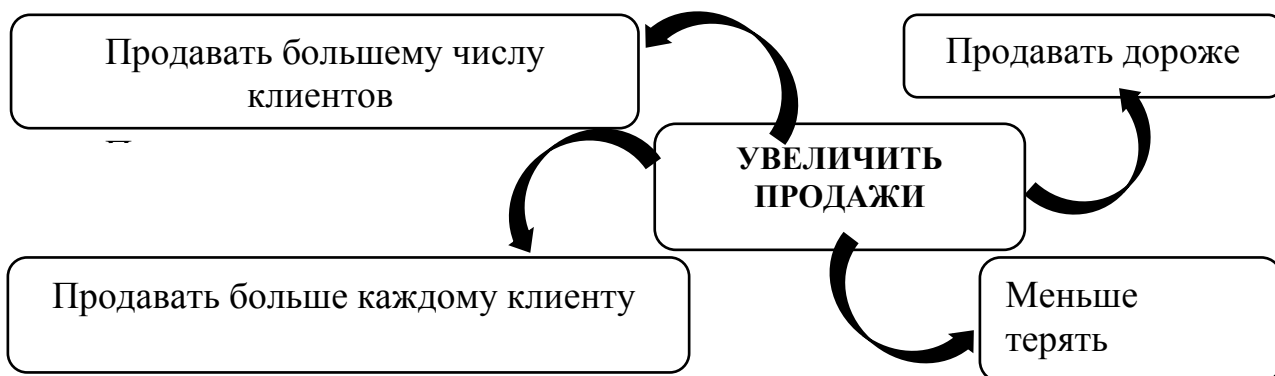 Продавать большему числу
клиентов
Продавать дороже
УВЕЛИЧИТЬ
ПРОДАЖИ
Продавать больше каждому клиенту
Меньше
терять